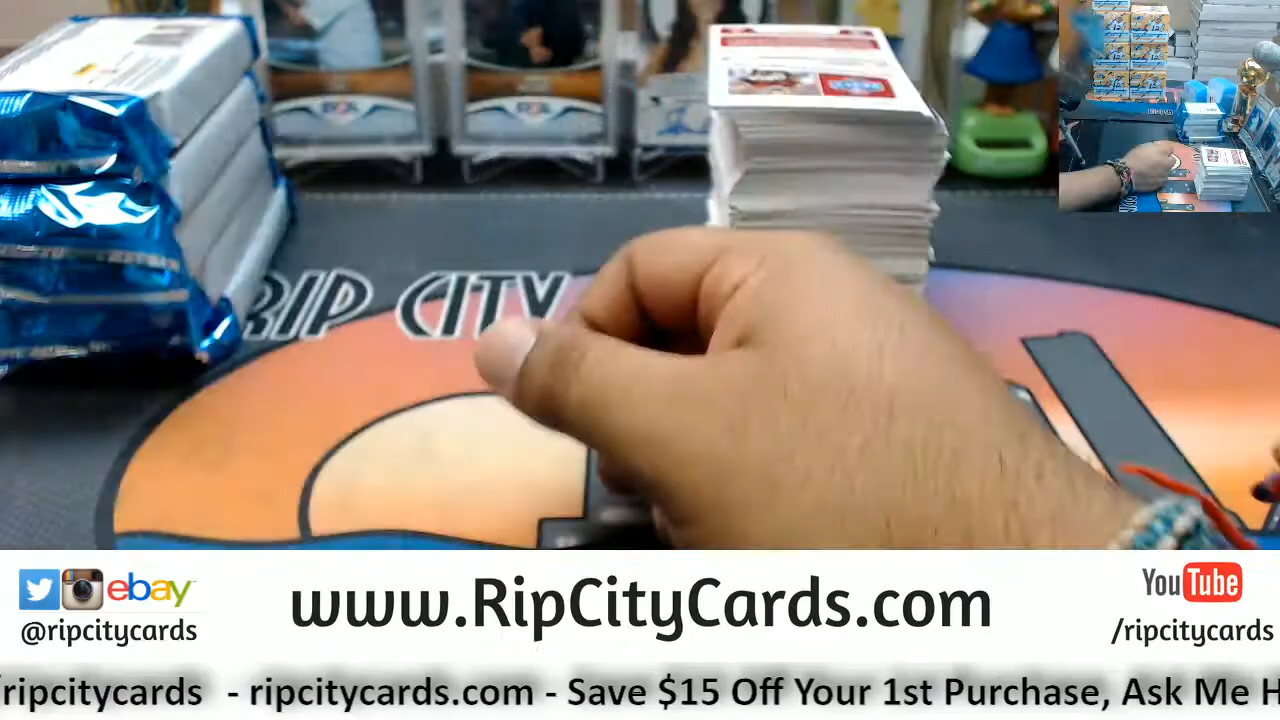 RIP CITY
ebay
@ripcitycards
www.RipCityCards.com
YouTube
/ripcitycards
ripcitycards - ripcitycards.com - Save $15 Off Your 1st Purchase, Ask Me H